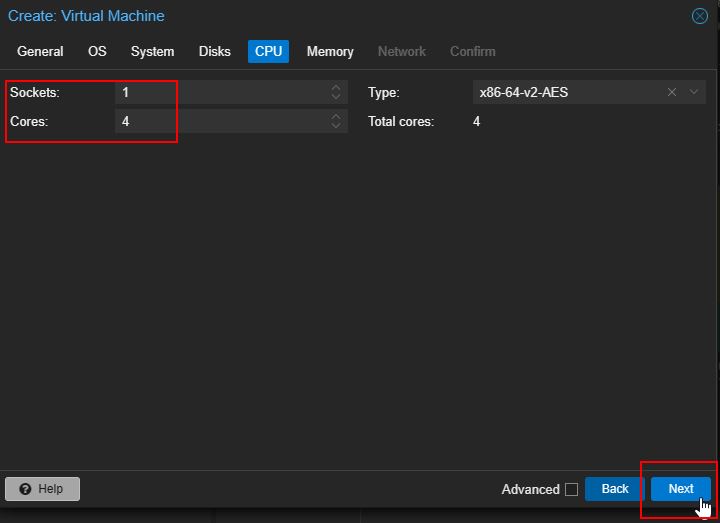 Create: Virtual Machine
General OS System Disks CPU Memory Network Confirm
Sockets: 1 Type: x86-64-v2-AES
Cores: 4 Total cores: 4
Help Advanced Back Next